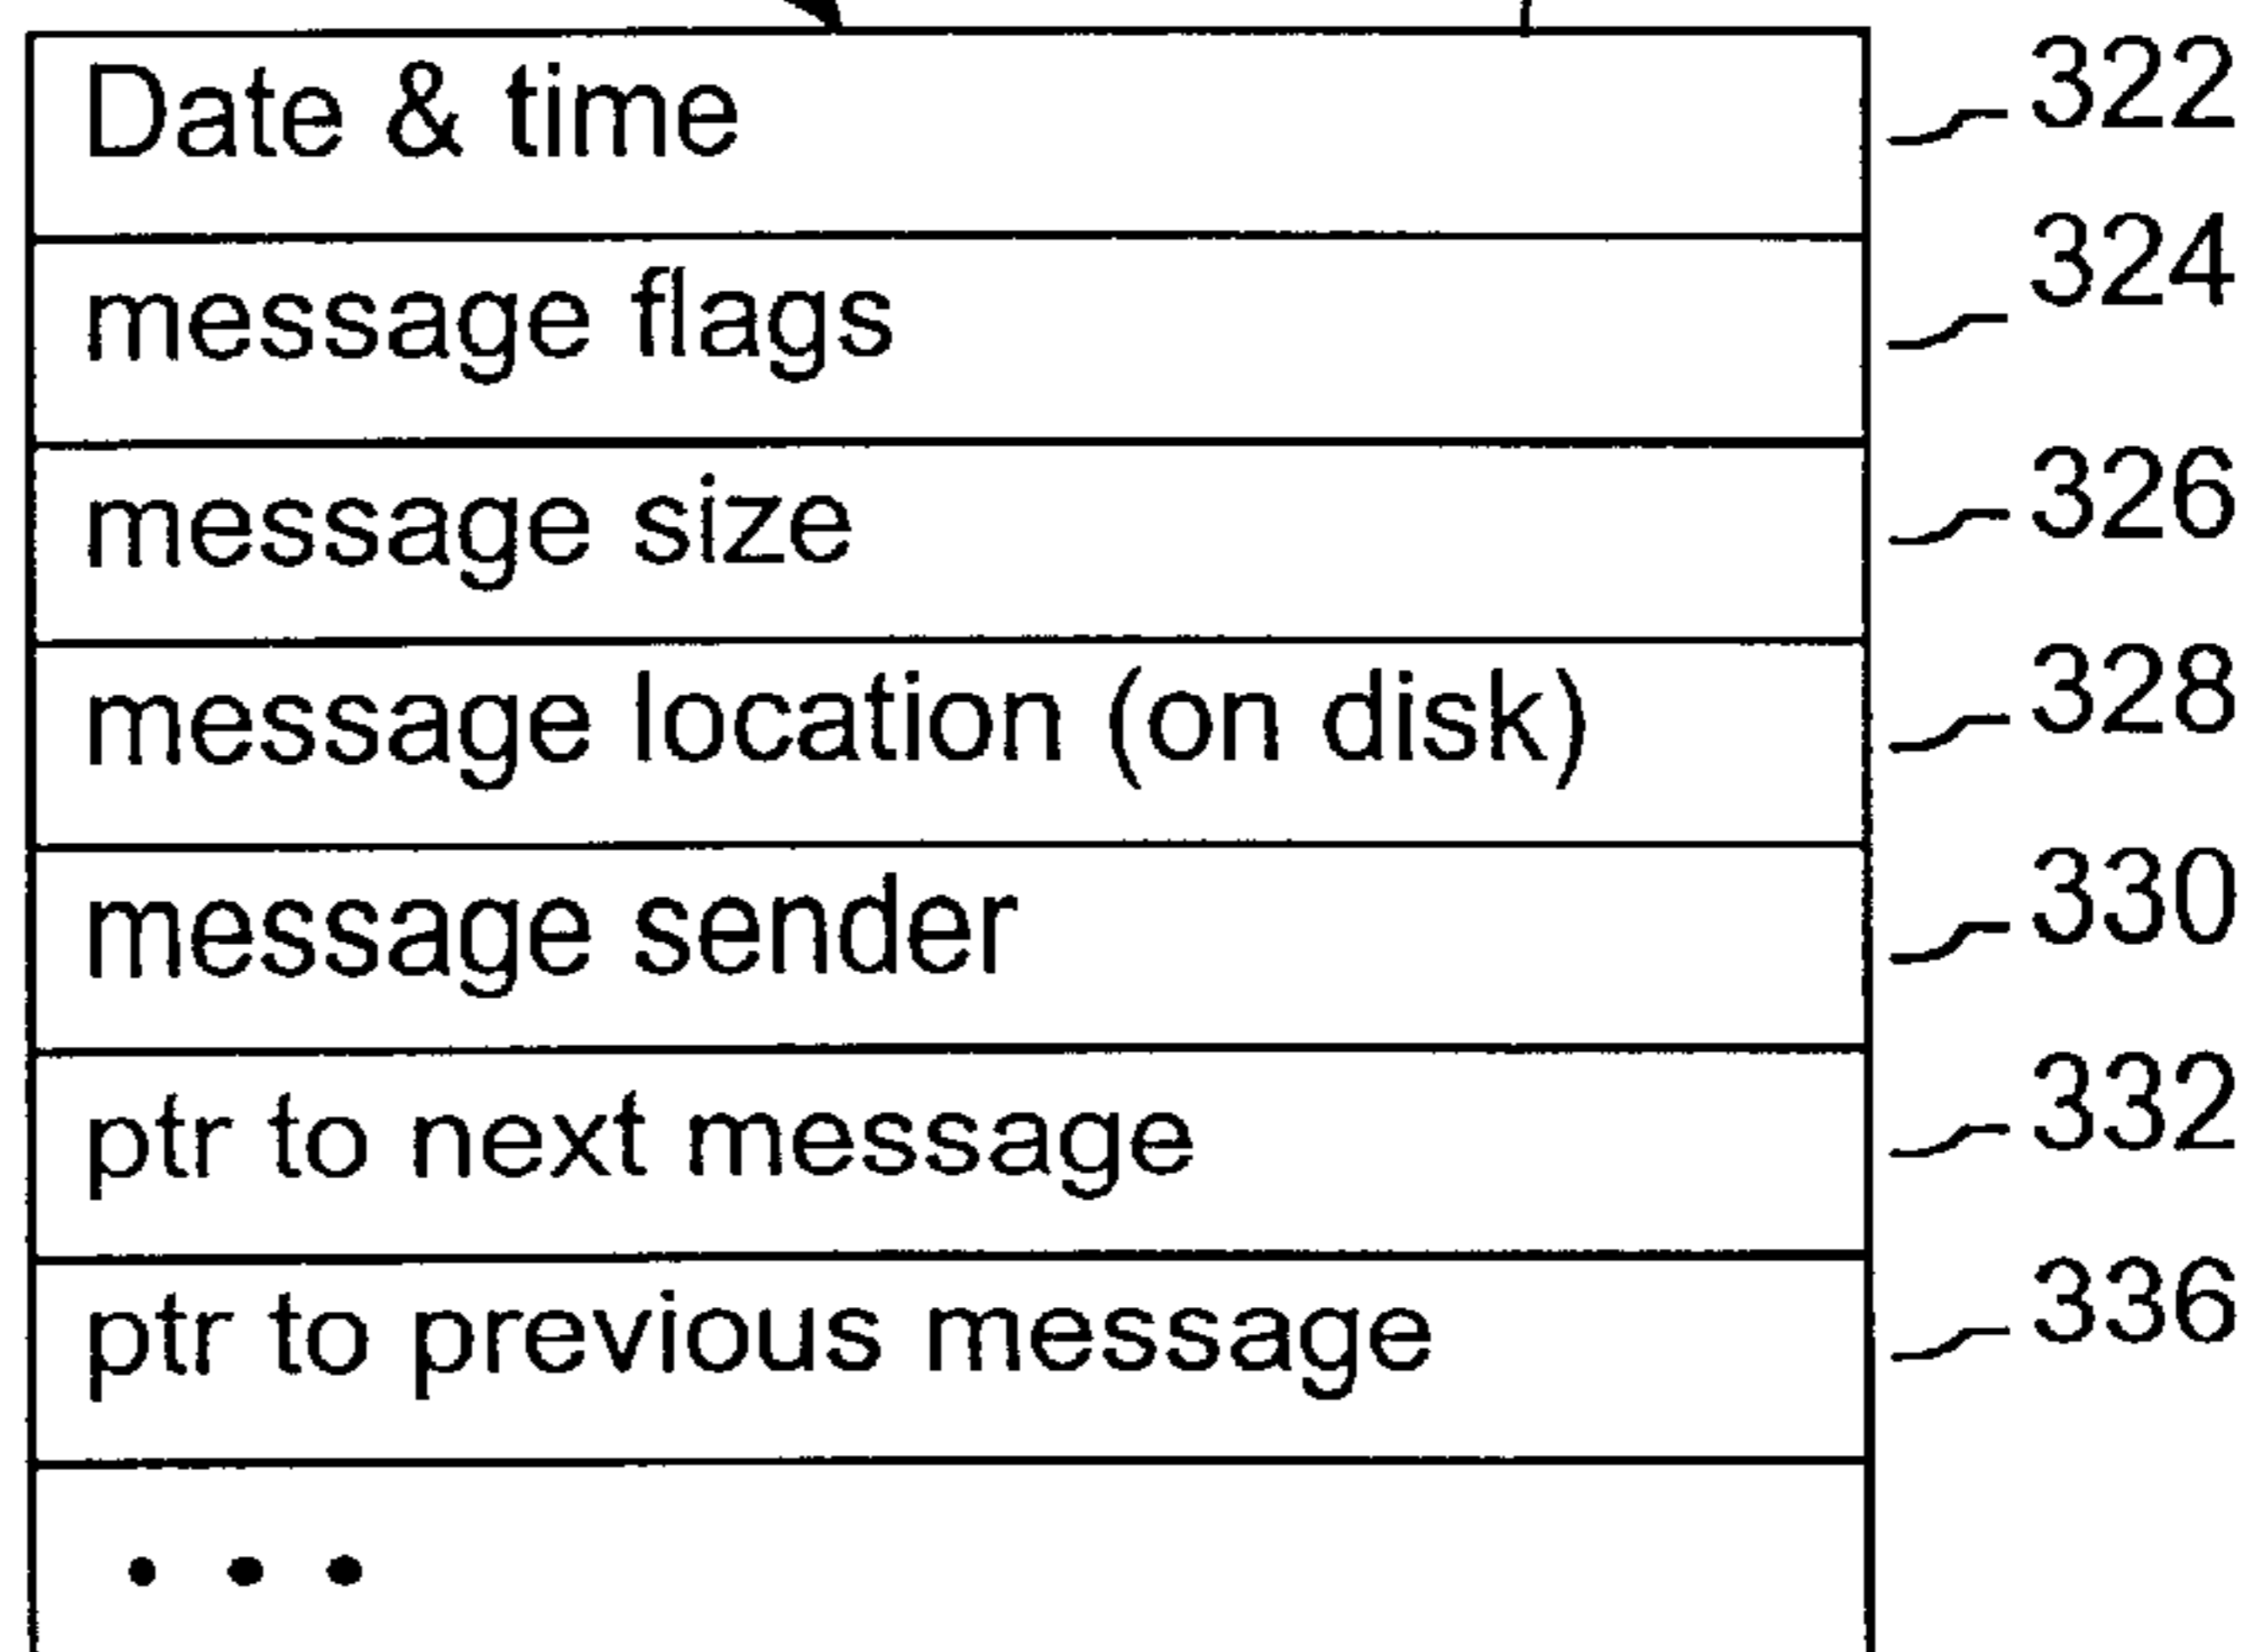 Date & time 322
message flags 324
message size 326
message location (on disk) 328
message sender 330
ptr to next message 332
ptr to previous message 336
• • •